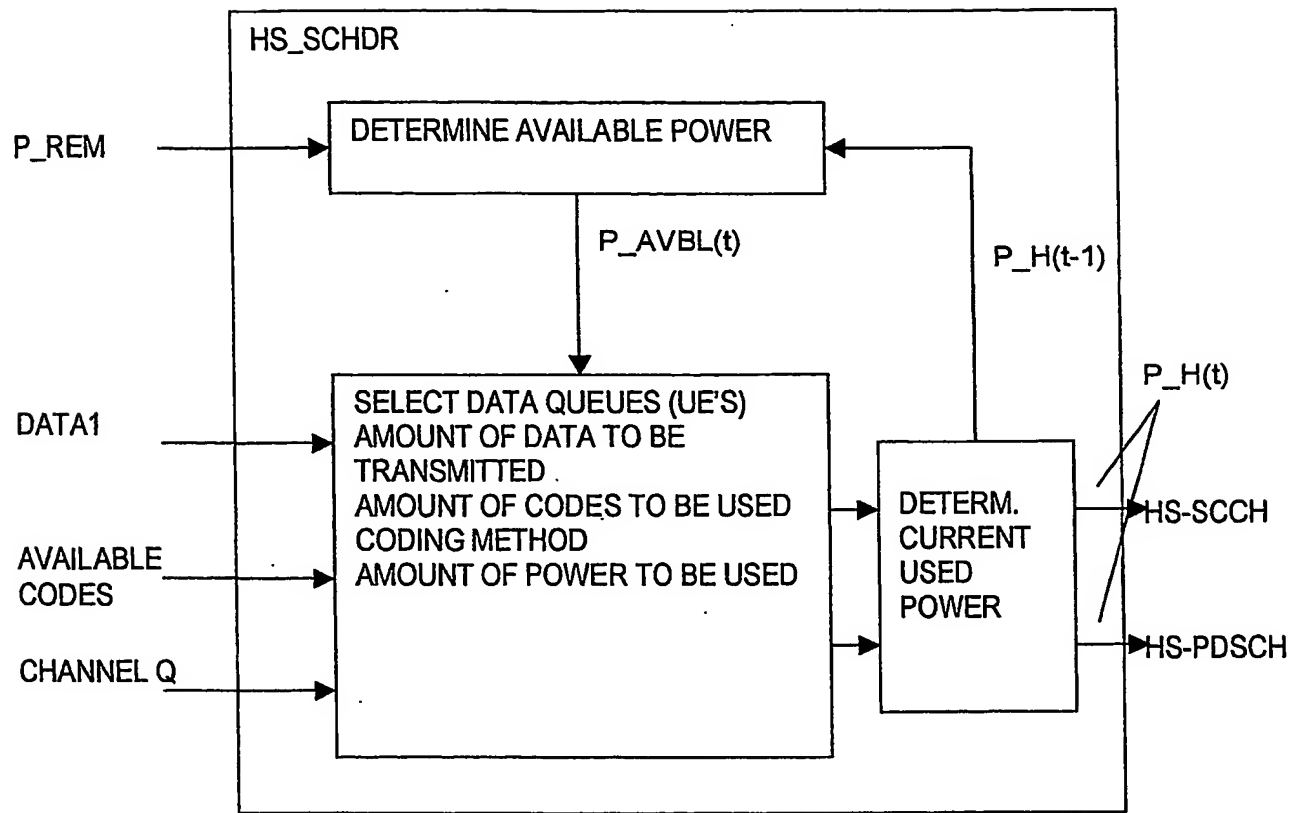 HS_SCHDR
DETERMINE AVAILABLE POWER
P_REM
P_AVBL(t)
P_H(t-1)
P_H(t)
SELECT DATA QUEUES (UE'S)
AMOUNT OF DATA TO BE
TRANSMITTED
AMOUNT OF CODES TO BE USED
CODING METHOD
AMOUNT OF POWER TO BE USED
DATA1
AVAILABLE
CODES
CHANNEL Q
DETERM.
CURRENT
USED
POWER
HS-SCCH
HS-PDSCH